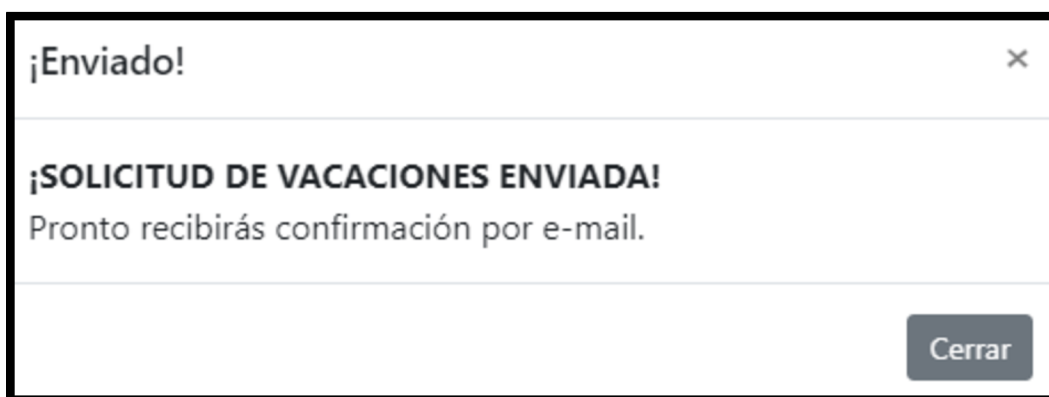 ¡Enviado!
¡SOLICITUD DE VACACIONES ENVIADA!
Pronto recibirás confirmación por e-mail.
Cerrar